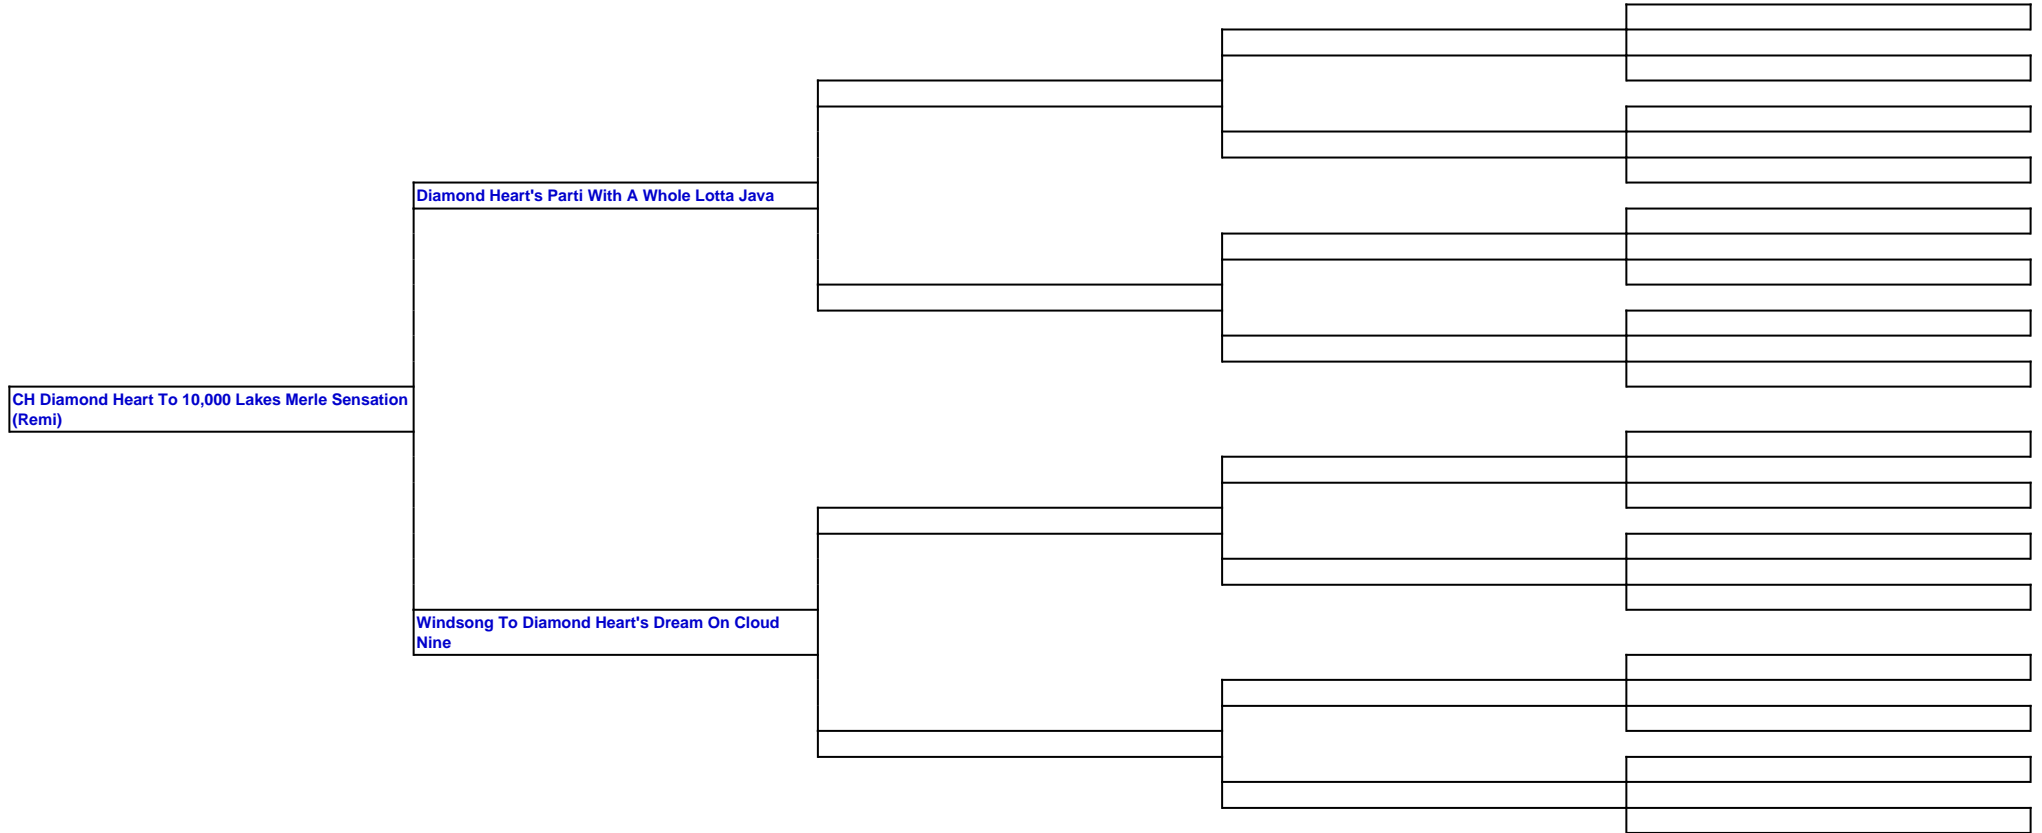 Diamond Heart's Parti With A Whole Lotta Java
CH Diamond Heart To 10,000 Lakes Merle Sensation
(Remi)
Windsong To Diamond Heart's Dream On Cloud
Nine